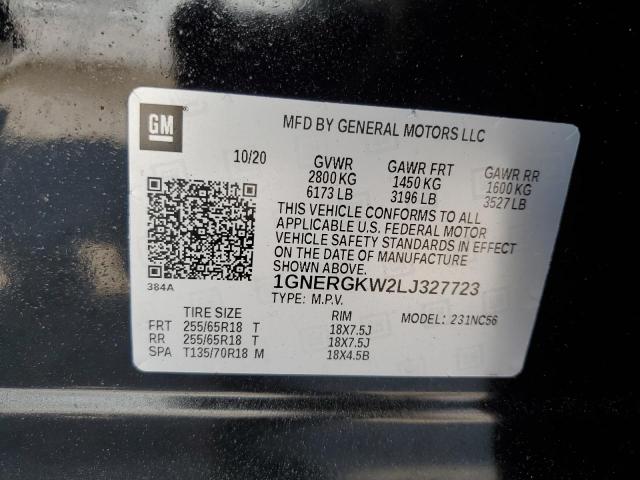 GM
MFD BY GENERAL MOTORS LLC
10/20 GVWR GAWR FRT GAWR RR
2800 KG 1450 KG 1600 KG
6173 LB 3196 LB 3527 LB
THIS VEHICLE CONFORMS TO ALL
APPLICABLE U.S. FEDERAL MOTOR
VEHICLE SAFETY STANDARDS IN EFFECT
ON THE DATE OF MANUFACTURE
SHOWN ABOVE.
384A 1GNERGKW2LJ327723
TYPE: M.P.V.
TIRE SIZE RIM MODEL: 231NC56
FRT 255/65R18 T 18X7.5J
RR 255/65R18 T 18X7.5J
SPA T135/70R18 M 18X4.5B